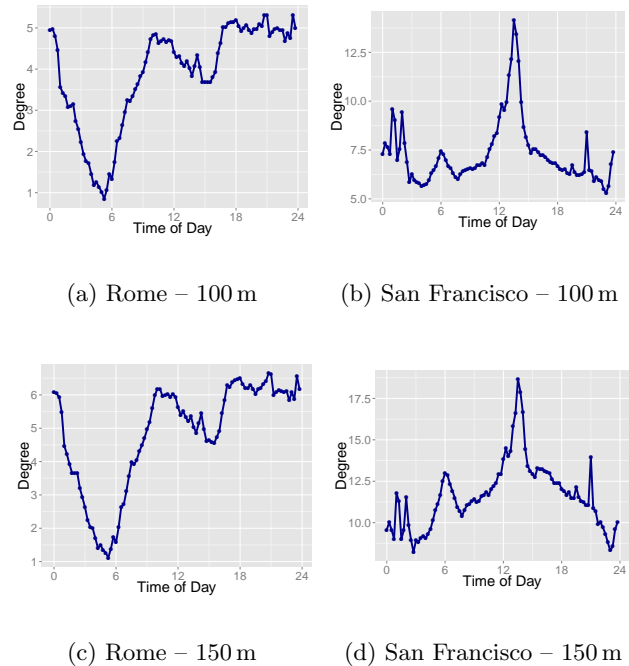 Degree
5
4
3
2
1
0 6 12 18 24
Time of Day
(a) Rome – 100 m
Degree
12.5
10.0
7.5
5.0
0 6 12 18 24
Time of Day
(b) San Francisco – 100 m
Degree
6
5
4
3
2
1
0 6 12 18 24
Time of Day
(c) Rome – 150 m
Degree
17.5
15.0
12.5
10.0
0 6 12 18 24
Time of Day
(d) San Francisco – 150 m